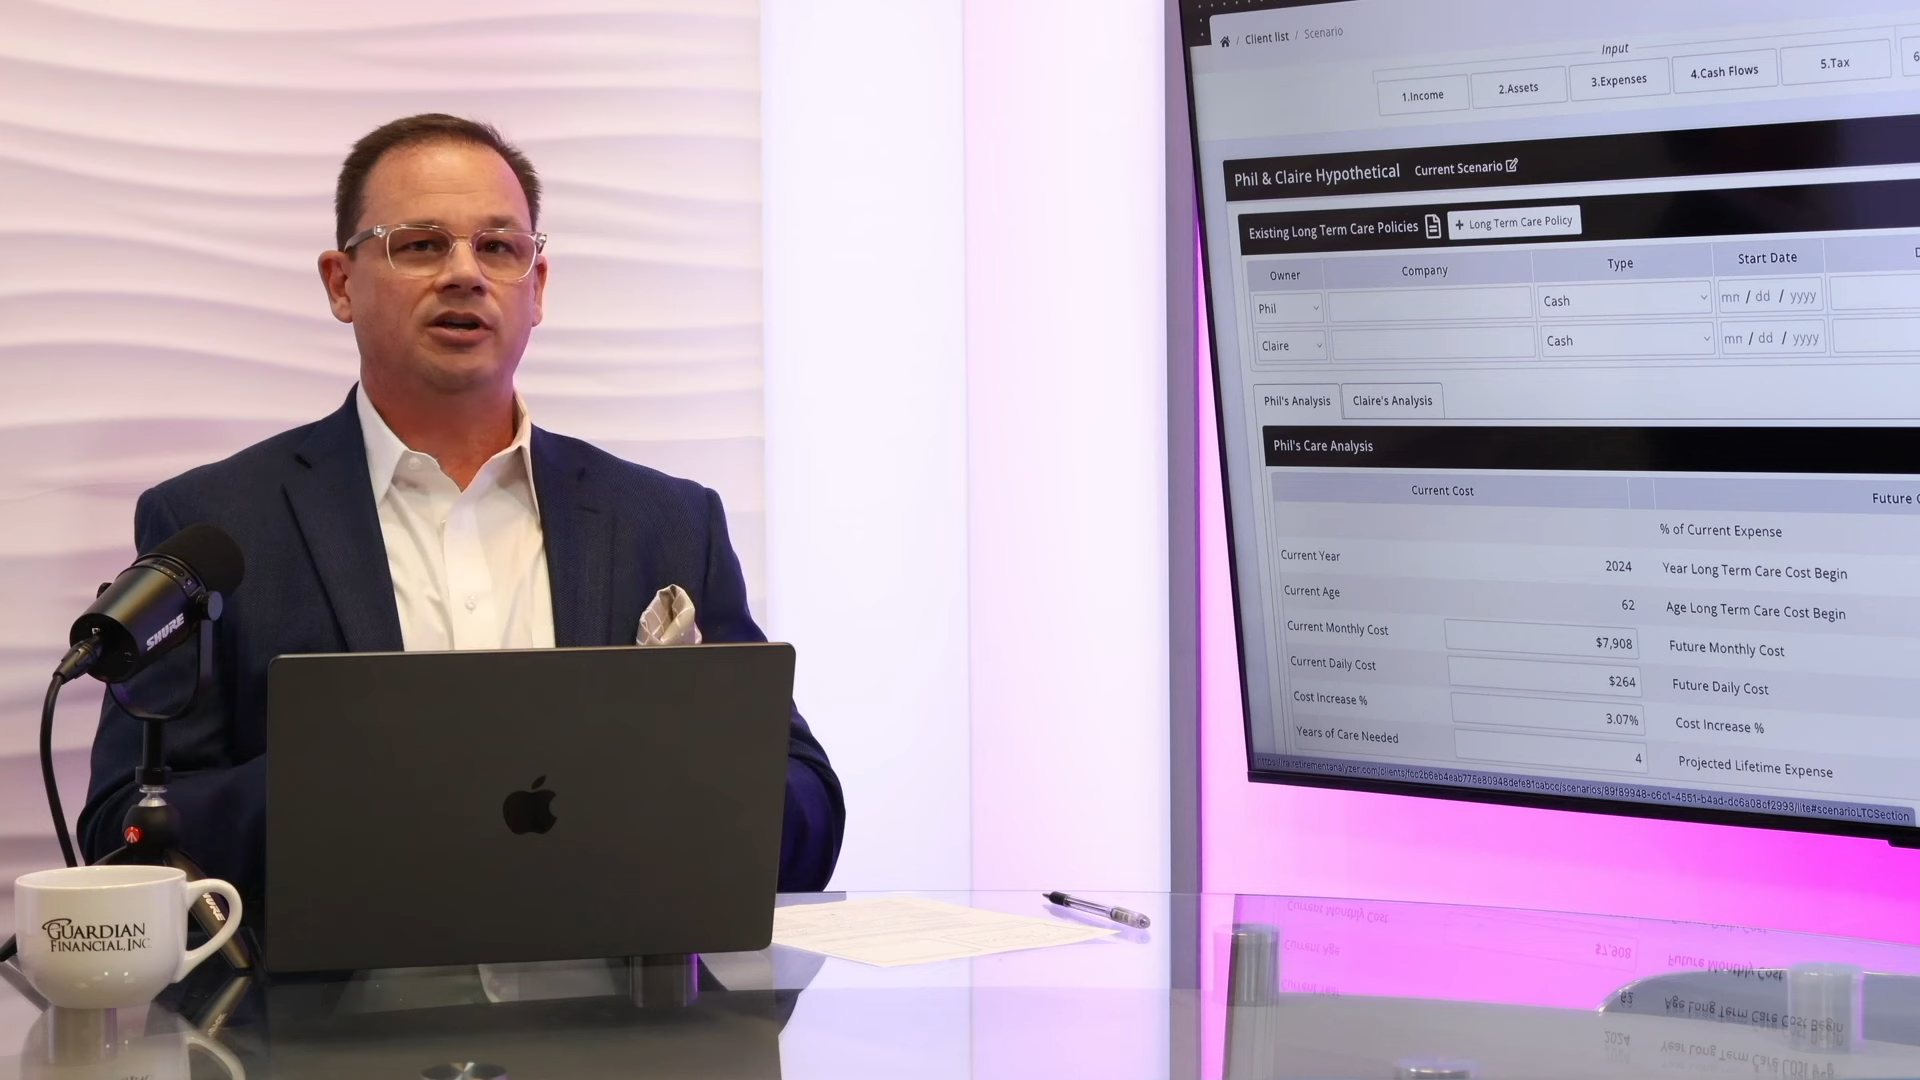 / Client list / Scenario
Input
1.Income
2.Assets
3.Expenses
4.Cash Flows
5.Tax
6
Phil & Claire Hypothetical
Current Scenario
Existing Long Term Care Policies
+ Long Term Care Policy
Owner
Company
Type
Start Date
D
Phil
Cash
mm / dd / yyyy
Claire
Cash
mm / dd / yyyy
Phil's Analysis
Claire's Analysis
Phil's Care Analysis
Current Cost
Future
% of Current Expense
Current Year
2024
Year Long Term Care Cost Begin
Current Age
62
Age Long Term Care Cost Begin
Current Monthly Cost
$7,908
Future Monthly Cost
Current Daily Cost
$264
Future Daily Cost
Cost Increase %
3.07%
Cost Increase %
Years of Care Needed
4
Projected Lifetime Expense
SHURE
GUARDIAN
FINANCIAL, INC.